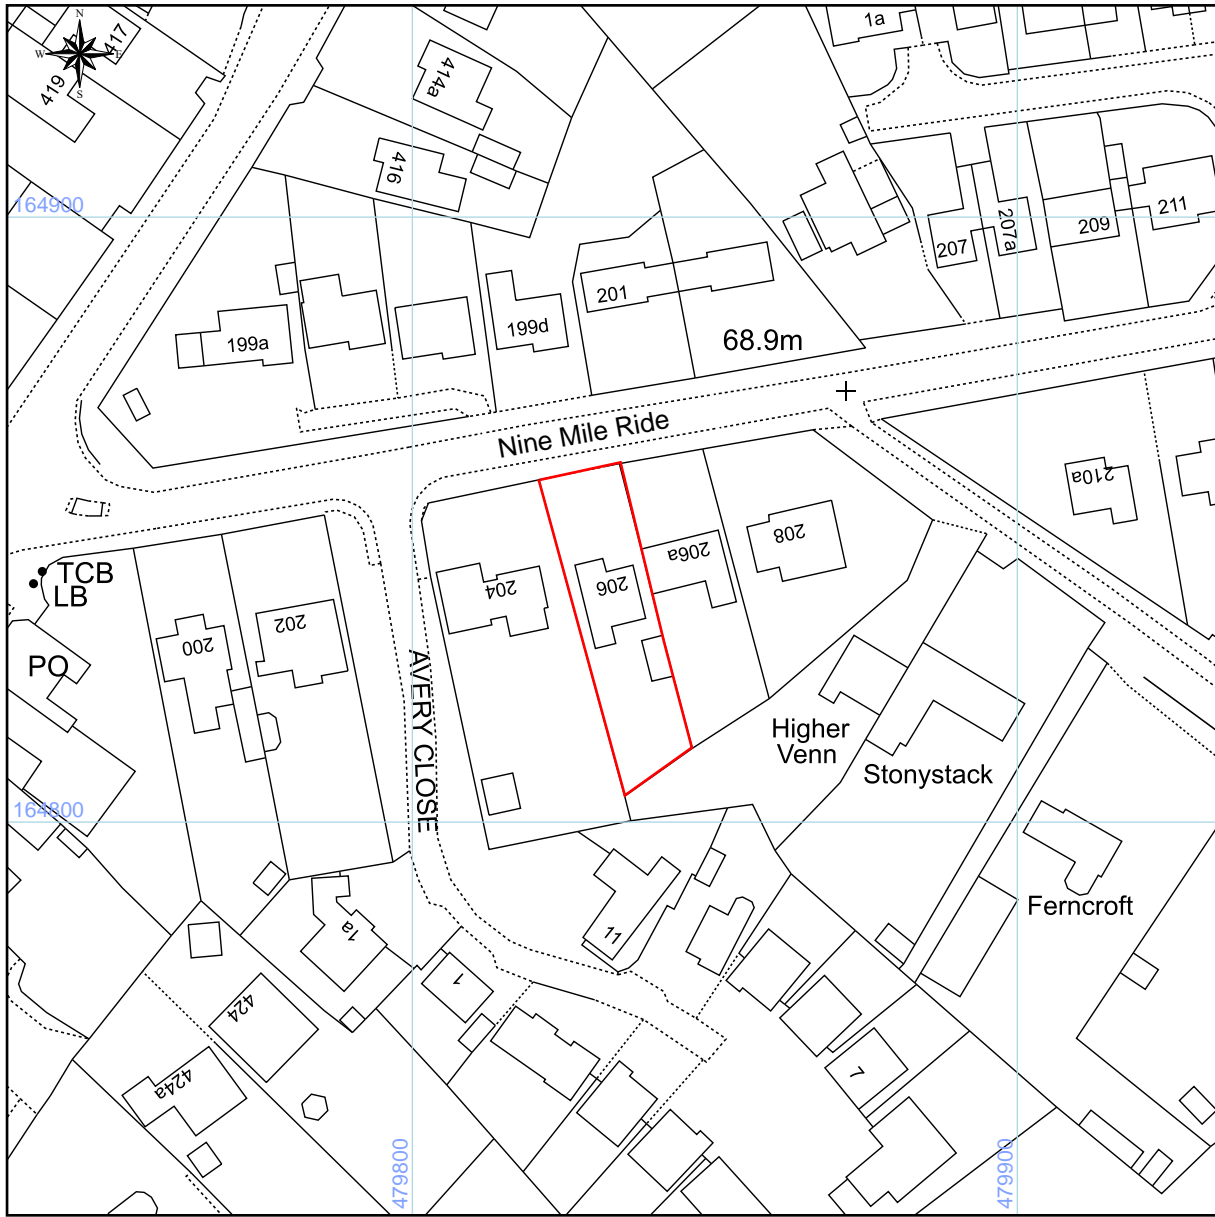 N
W E
S
417
419
414a
416
1a
164900
207
207a
209
211
201
199a
199d
68.9m
Nine Mile Ride
210a
TCB
LB
PO
200
202
204
206
206a
208
AVERY CLOSE
Higher
Venn
Stonystack
164800
Ferncroft
11
1a
1
424
424a
7
479800
479900